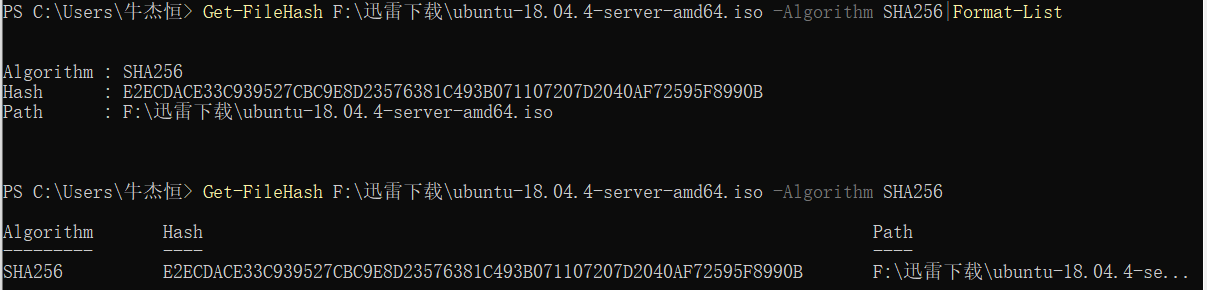 PS C:\Users\牛杰恒> Get-FileHash F:\迅雷下载\ubuntu-18.04.4-server-amd64.iso -Algorithm SHA256|Format-List
Algorithm : SHA256
Hash      : E2ECDACE33C939527CBC9E8D23576381C493B071107207D2040AF72595F8990B
Path      : F:\迅雷下载\ubuntu-18.04.4-server-amd64.iso
PS C:\Users\牛杰恒> Get-FileHash F:\迅雷下载\ubuntu-18.04.4-server-amd64.iso -Algorithm SHA256
Algorithm       Hash                                                                   Path
---------       ----                                                                   ----
SHA256          E2ECDACE33C939527CBC9E8D23576381C493B071107207D2040AF72595F8990B       F:\迅雷下载\ubuntu-18.04.4-se...